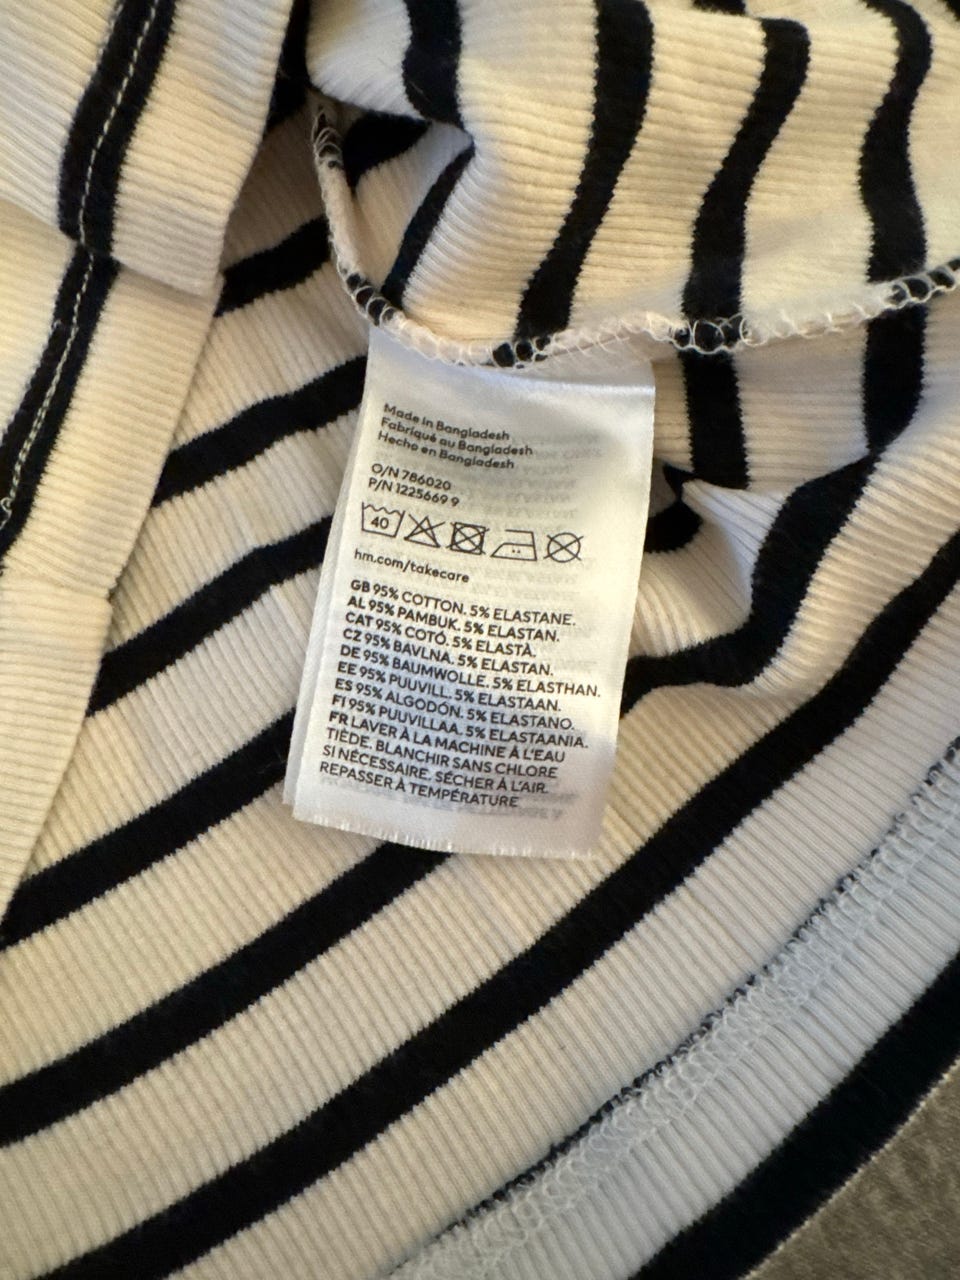 Made in Bangladesh
Fabriqué au Bangladesh
Hecho en Bangladesh
O/N 786020
P/N 1225669 9
40
hm.com/takecare
GB 95% COTTON. 5% ELASTANE.
AL 95% PAMBUK. 5% ELASTAN.
CAT 95% COTÓ. 5% ELASTÀ.
CZ 95% BAVLNA. 5% ELASTAN.
DE 95% BAUMWOLLE. 5% ELASTHAN.
EE 95% PUUVILL. 5% ELASTAAN.
ES 95% ALGODÓN. 5% ELASTANO.
FI 95% PUUVILLAA. 5% ELASTAANIA.
FR LAVER À LA MACHINE À L'EAU
TIÈDE. BLANCHIR SANS CHLORE
SI NÉCESSAIRE. SÉCHER À L'AIR.
REPASSER À TEMPÉRATURE